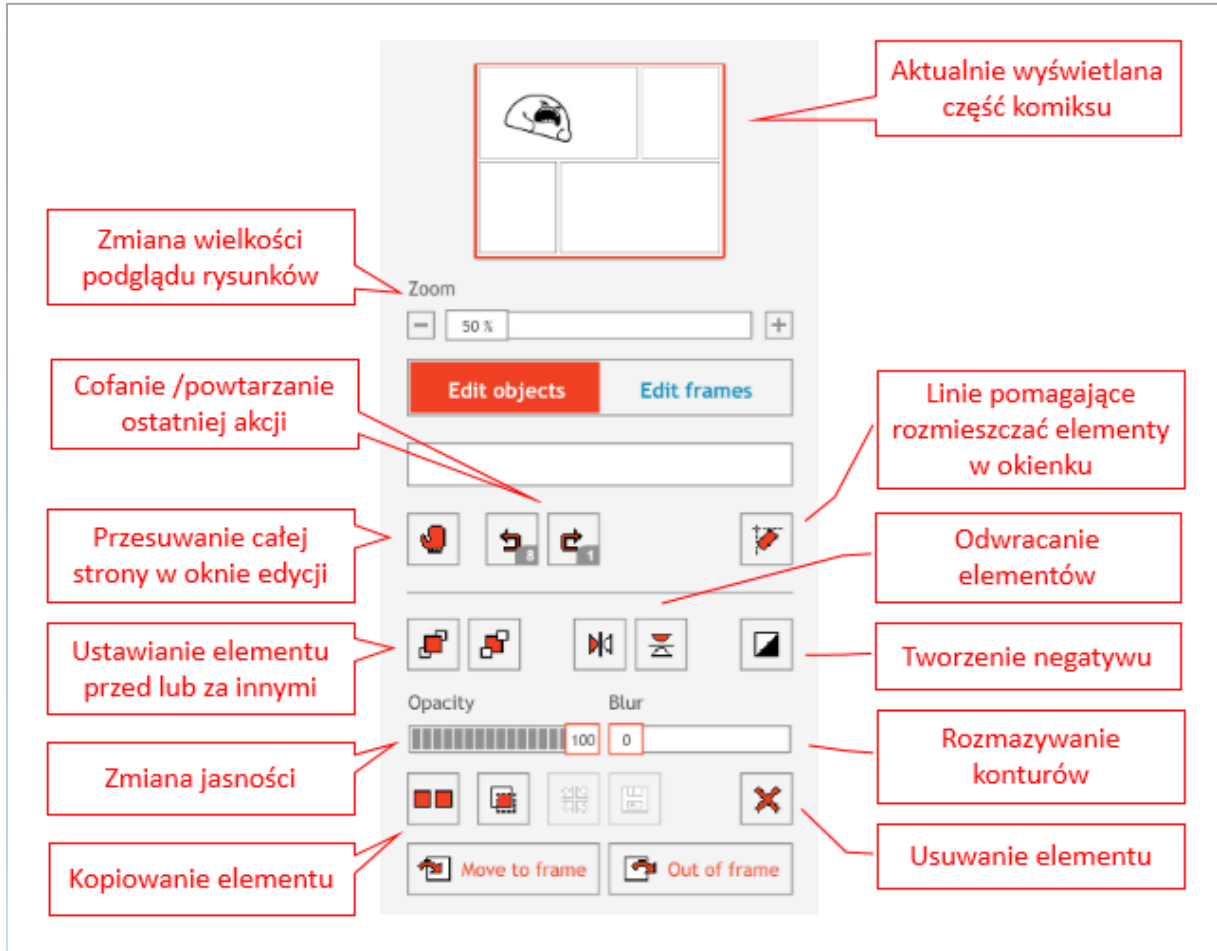 Aktualnie wyświetlana
część komiksu
Zmiana wielkości
podglądu rysunków
Zoom
50 %
Cofanie /powtarzanie
ostatniej akcji
Edit objects
Edit frames
Linie pomagające
rozmieszczać elementy
w okienku
Przesuwanie całej
strony w oknie edycji
8
1
Odwracanie
elementów
Ustawianie elementu
przed lub za innymi
Tworzenie negatywu
Opacity
Blur
100
0
Zmiana jasności
Rozmazywanie
konturów
Kopiowanie elementu
Move to frame
Out of frame
Usuwanie elementu